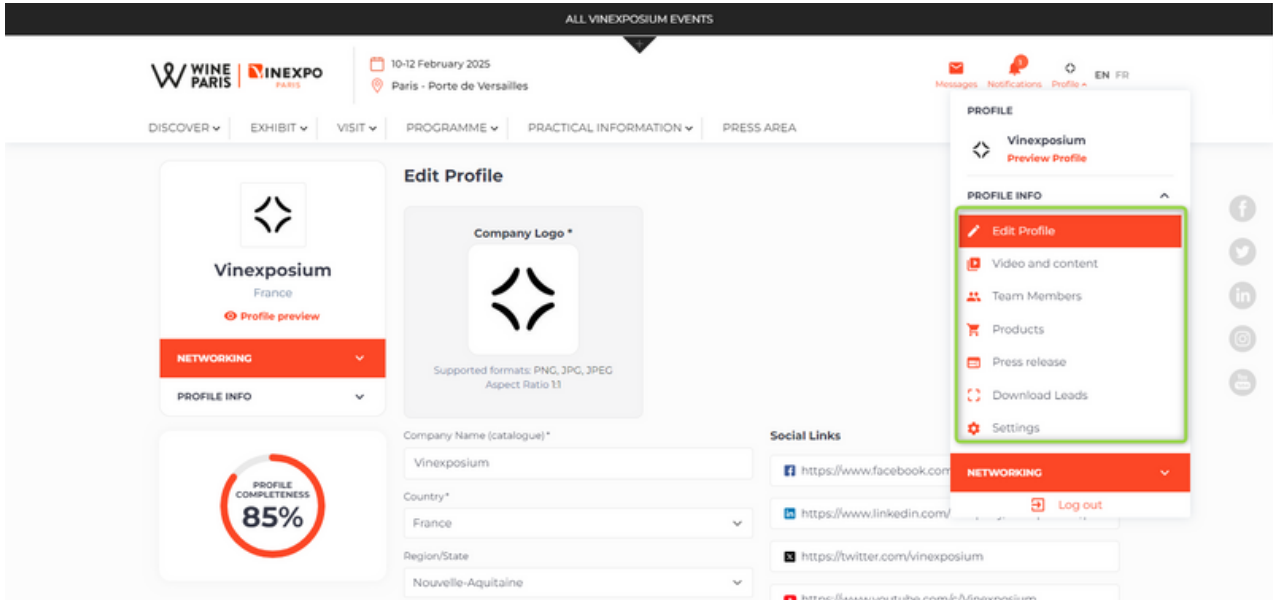 ALL VINEXPOSIUM EVENTS
+
WINE PARIS
VINEXPO PARIS
10-12 February 2025
Paris - Porte de Versailles
Messages
Notifications
Profile
EN FR
DISCOVER
EXHIBIT
VISIT
PROGRAMME
PRACTICAL INFORMATION
PRESS AREA
Vinexposium
France
Profile preview
NETWORKING
PROFILE INFO
PROFILE COMPLETENESS
85%
Edit Profile
Company Logo *
Supported formats: PNG, JPG, JPEG
Aspect Ratio 1:1
Company Name (catalogue)*
Vinexposium
Country*
France
Region/State
Nouvelle-Aquitaine
Social Links
https://www.facebook.com
https://www.linkedin.com/
https://twitter.com/vinexposium
https://www.youtube.com/c/Vinexposium
PROFILE
Vinexposium
Preview Profile
PROFILE INFO
Edit Profile
Video and content
Team Members
Products
Press release
Download Leads
Settings
NETWORKING
Log out